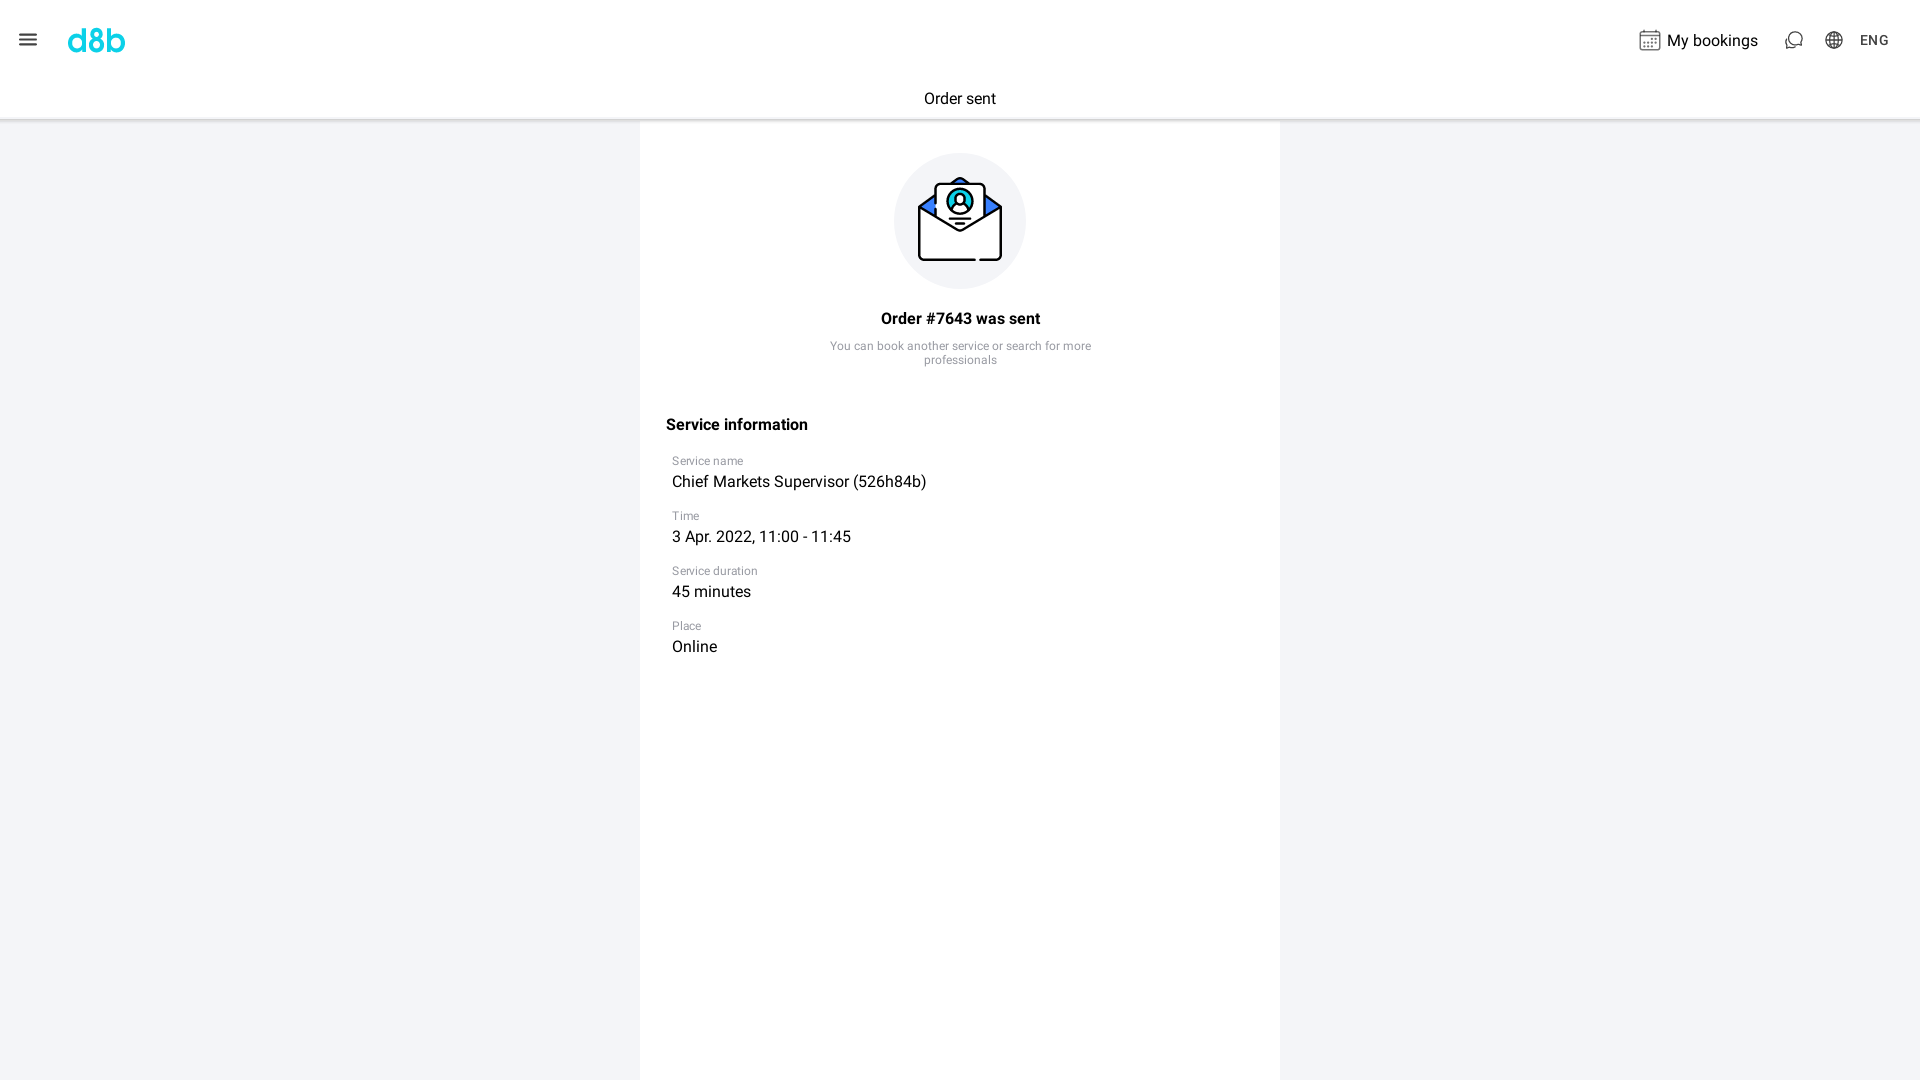 d8b
My bookings
ENG
Order sent
Order #7643 was sent
You can book another service or search for more
professionals
Service information
Service name
Chief Markets Supervisor (526h84b)
Time
3 Apr. 2022, 11:00 - 11:45
Service duration
45 minutes
Place
Online